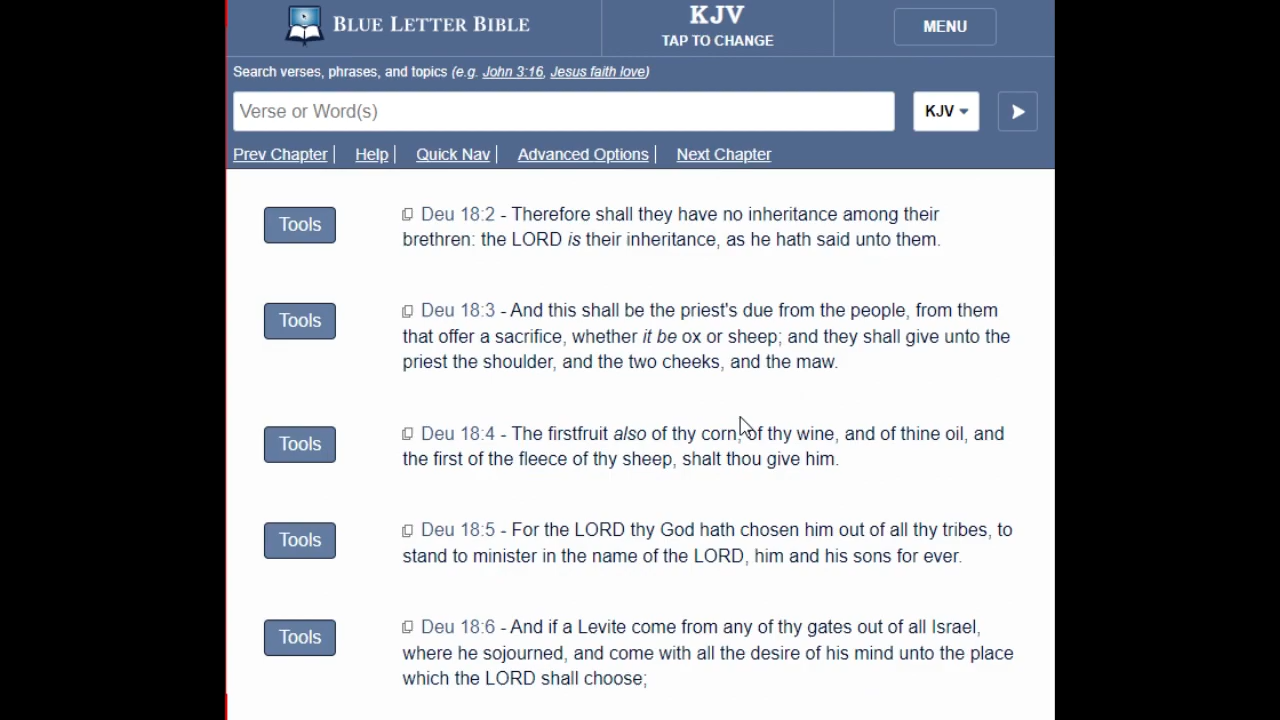 BLUE LETTER BIBLE
KJV
TAP TO CHANGE
MENU
Search verses, phrases, and topics (e.g. John 3:16, Jesus faith love)
Verse or Word(s)
KJV
Prev Chapter
Help
Quick Nav
Advanced Options
Next Chapter
Tools
Deu 18:2 - Therefore shall they have no inheritance among their
brethren: the LORD is their inheritance, as he hath said unto them.
Tools
Deu 18:3 - And this shall be the priest's due from the people, from them
that offer a sacrifice, whether it be ox or sheep; and they shall give unto the
priest the shoulder, and the two cheeks, and the maw.
Tools
Deu 18:4 - The firstfruit also of thy corn, of thy wine, and of thine oil, and
the first of the fleece of thy sheep, shalt thou give him.
Tools
Deu 18:5 - For the LORD thy God hath chosen him out of all thy tribes, to
stand to minister in the name of the LORD, him and his sons for ever.
Tools
Deu 18:6 - And if a Levite come from any of thy gates out of all Israel,
where he sojourned, and come with all the desire of his mind unto the place
which the LORD shall choose;